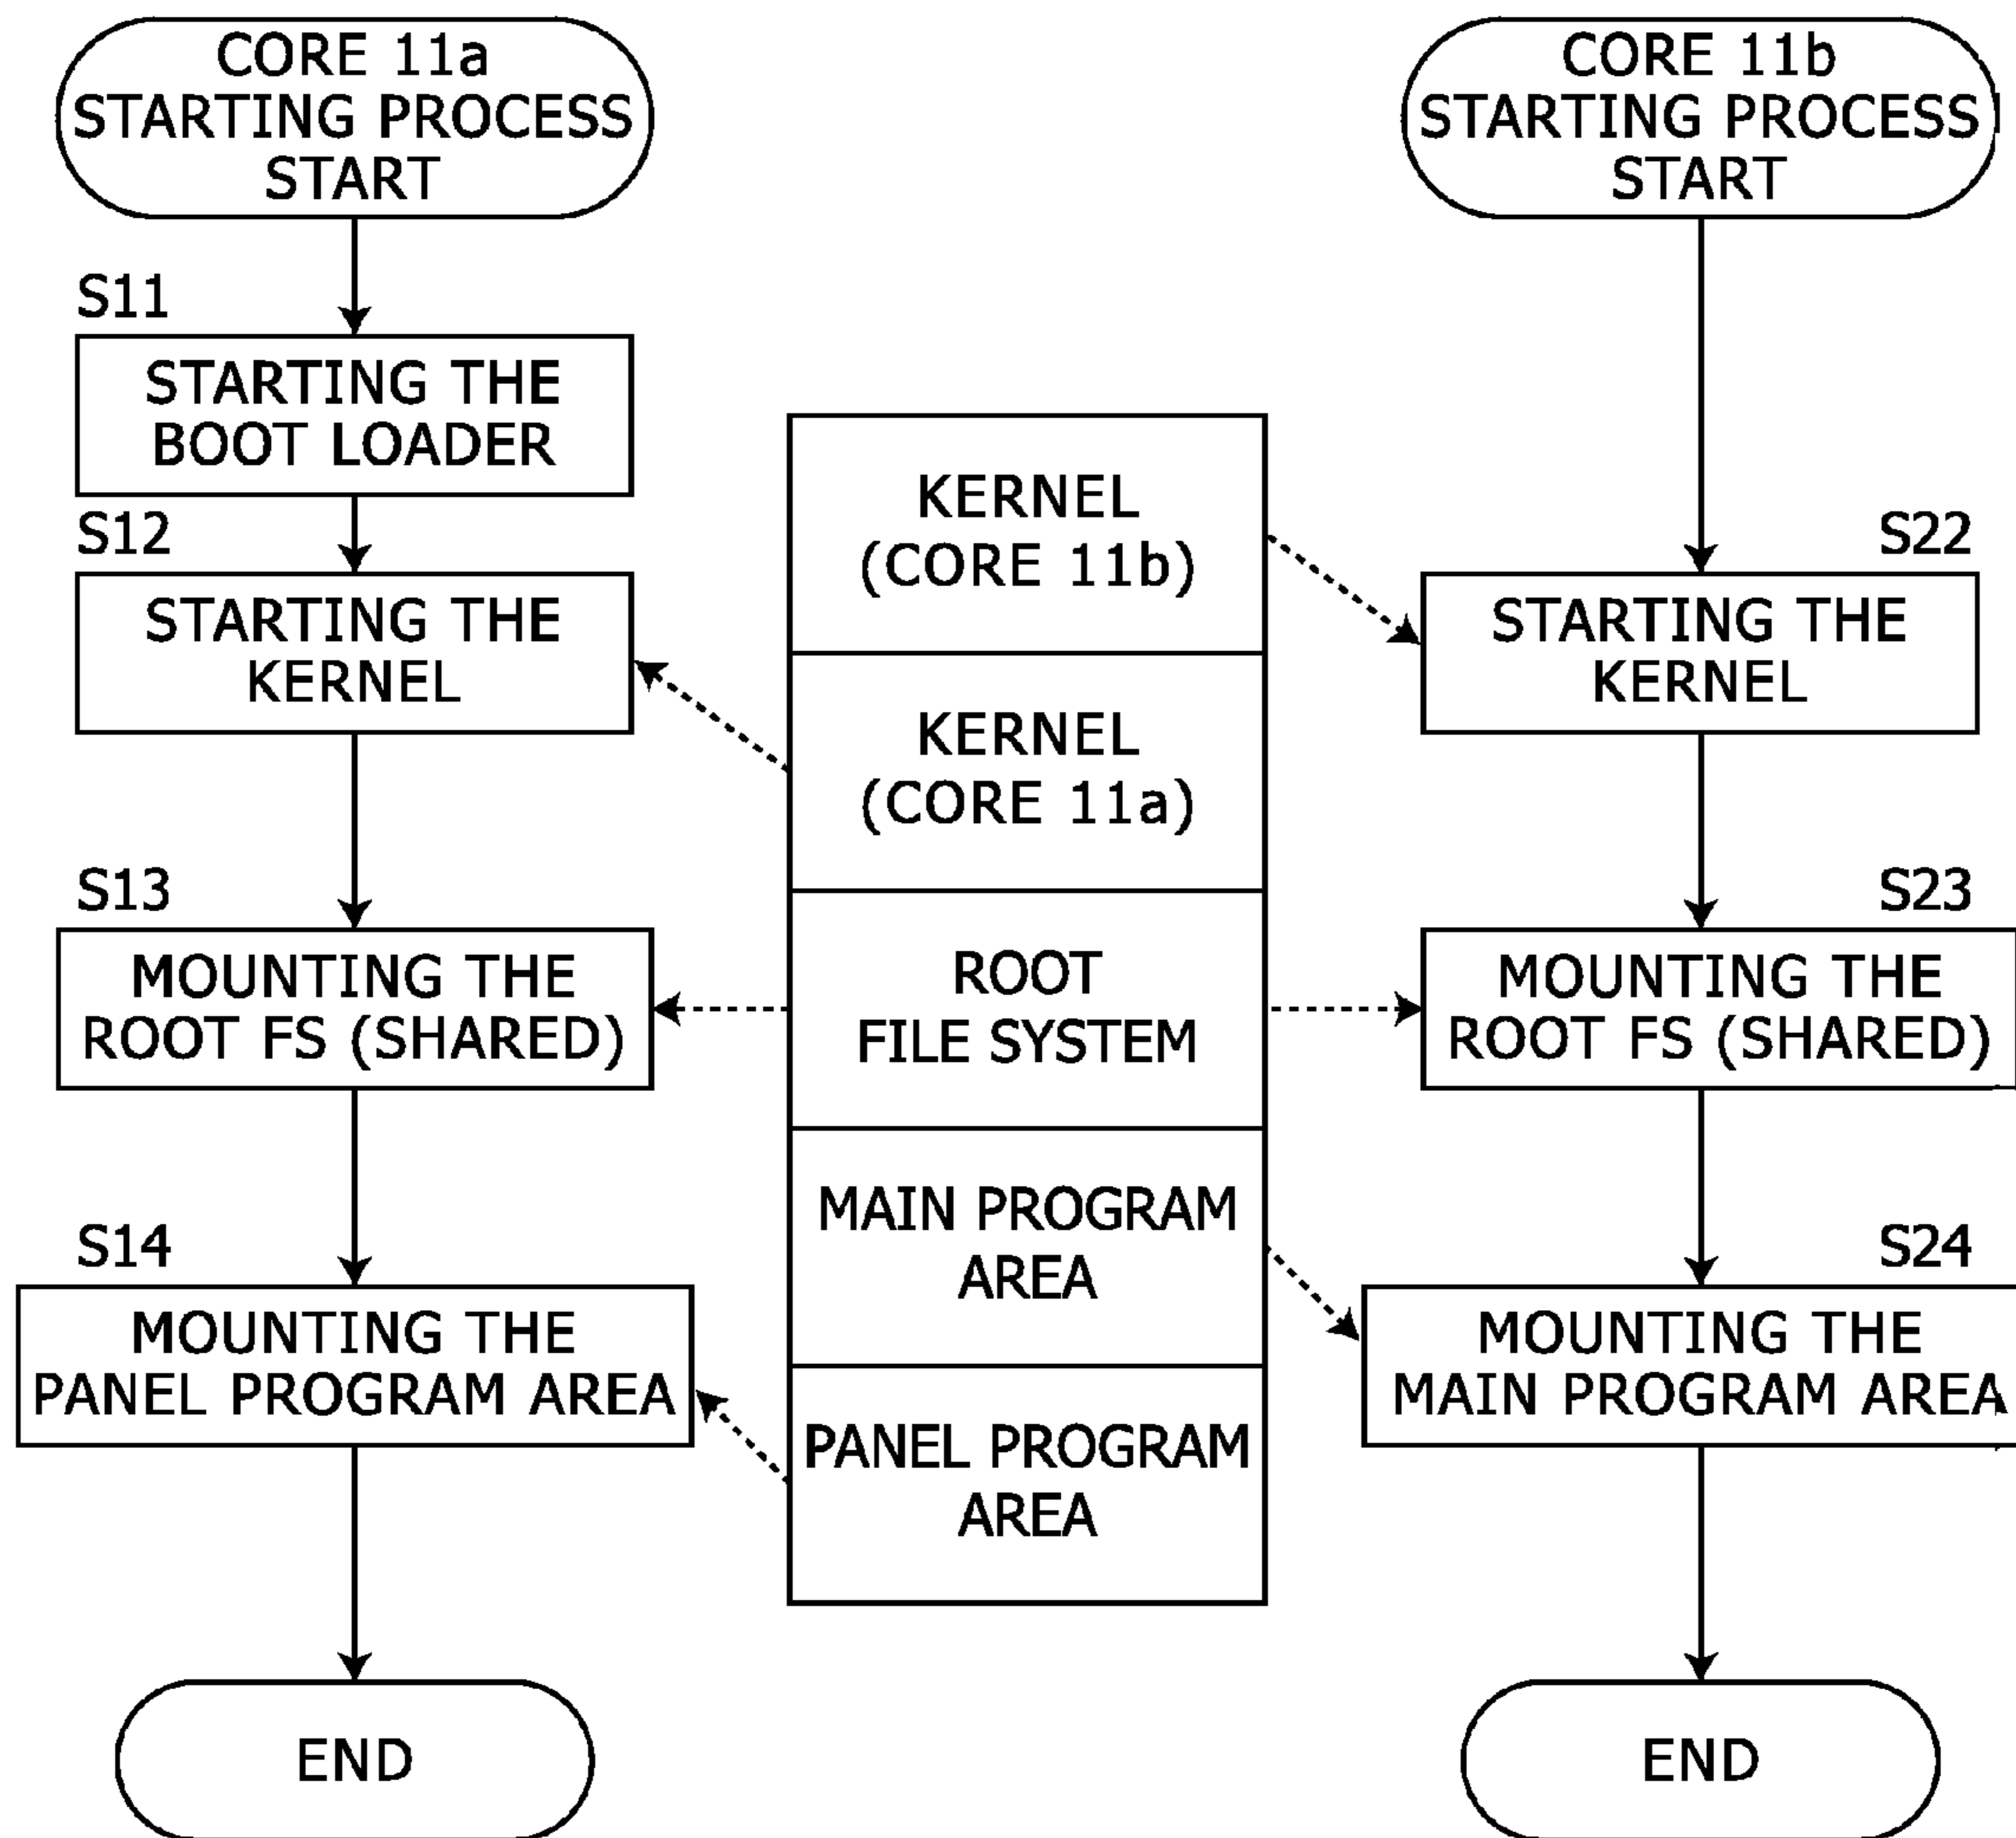 CORE 11a
STARTING PROCESS
START
S11
STARTING THE
BOOT LOADER
S12
STARTING THE
KERNEL
S13
MOUNTING THE
ROOT FS (SHARED)
S14
MOUNTING THE
PANEL PROGRAM AREA
END
KERNEL
(CORE 11b)
KERNEL
(CORE 11a)
ROOT
FILE SYSTEM
MAIN PROGRAM
AREA
PANEL PROGRAM
AREA
CORE 11b
STARTING PROCESS
START
S22
STARTING THE
KERNEL
S23
MOUNTING THE
ROOT FS (SHARED)
S24
MOUNTING THE
MAIN PROGRAM AREA
END